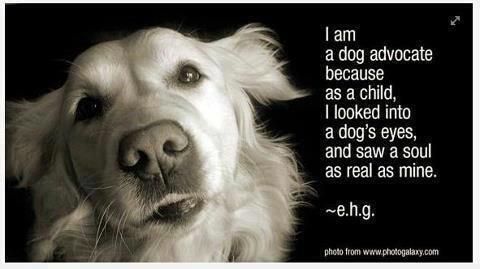 I am
a dog advocate
because
as a child,
I looked into
a dog's eyes,
and saw a soul
as real as mine.
~e.h.g.
photo from www.photogalaxy.com